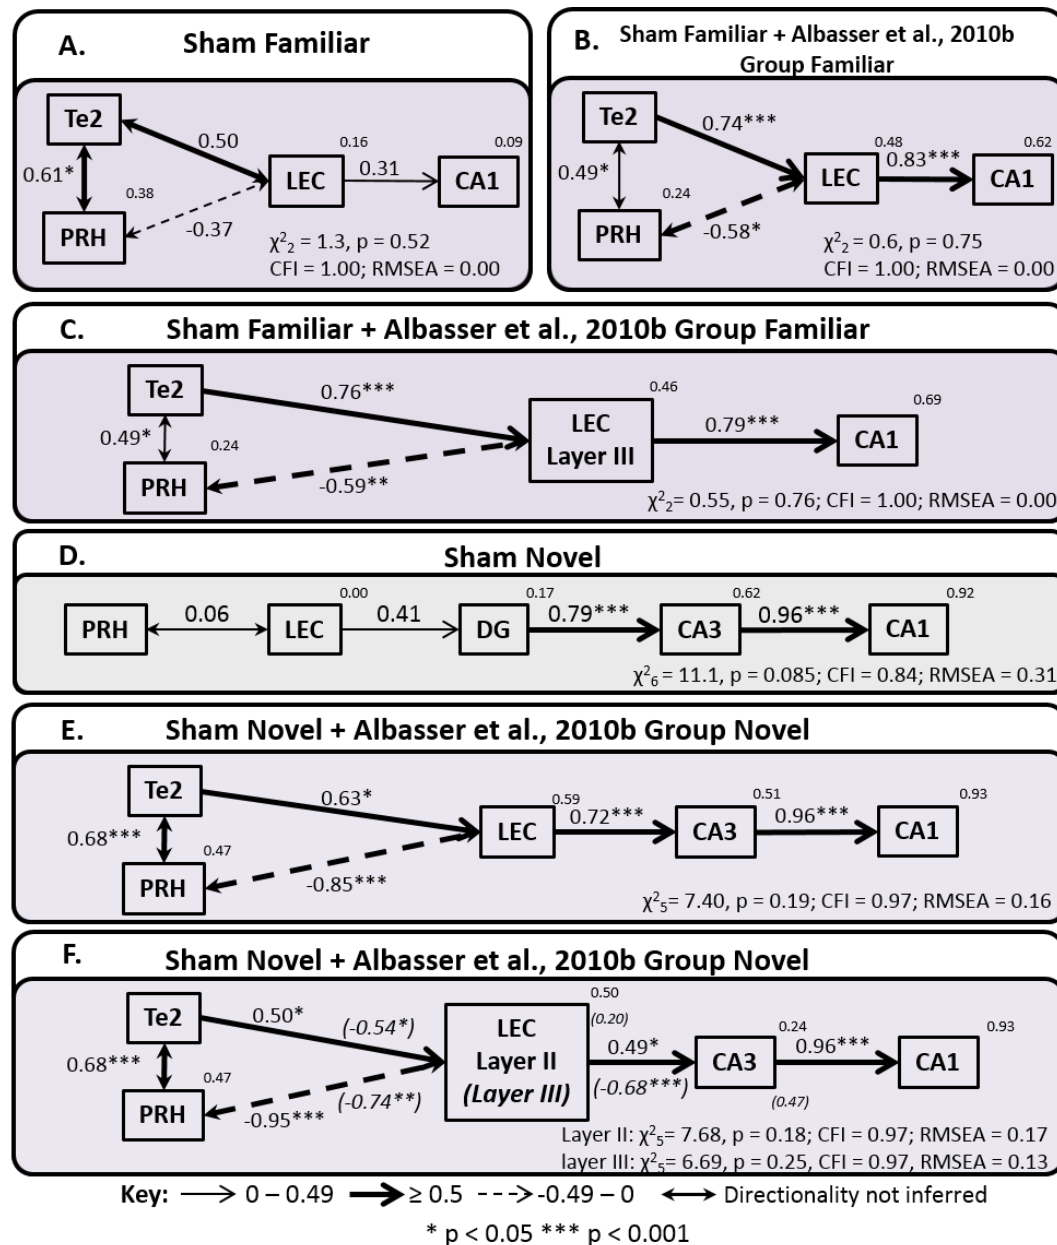 A. Sham Familiar
Te2
0.50
0.61*
0.38
PRH
-0.37
0.16
LEC
0.31
0.09
CA1
χ²₂ = 1.3, p = 0.52
CFI = 1.00; RMSEA = 0.00
B. Sham Familiar + Albasser et al., 2010b
Group Familiar
Te2
0.74***
0.49*
0.24
PRH
-0.58*
0.48
LEC
0.83***
0.62
CA1
χ²₂ = 0.6, p = 0.75
CFI = 1.00; RMSEA = 0.00
C. Sham Familiar + Albasser et al., 2010b Group Familiar
Te2
0.76***
0.49*
0.24
PRH
-0.59**
0.46
LEC
Layer III
0.79***
0.69
CA1
χ²₂= 0.55, p = 0.76; CFI = 1.00; RMSEA = 0.00
D. Sham Novel
PRH
0.06
0.00
LEC
0.41
0.17
DG
0.79***
0.62
CA3
0.96***
0.92
CA1
χ²₆ = 11.1, p = 0.085; CFI = 0.84; RMSEA = 0.31
E. Sham Novel + Albasser et al., 2010b Group Novel
Te2
0.63*
0.68***
0.47
PRH
-0.85***
0.59
LEC
0.72***
0.51
CA3
0.96***
0.93
CA1
χ²₅= 7.40, p = 0.19; CFI = 0.97; RMSEA = 0.16
F. Sham Novel + Albasser et al., 2010b Group Novel
Te2
0.50*
(-0.54*)
0.68***
0.47
PRH
-0.95***
(-0.74**)
0.50
(0.20)
LEC
Layer II
(Layer III)
0.49*
(-0.68***)
0.24
CA3
(0.47)
0.96***
0.93
CA1
Layer II: χ²₅= 7.68, p = 0.18; CFI = 0.97; RMSEA = 0.17
layer III: χ²₅= 6.69, p = 0.25, CFI = 0.97, RMSEA = 0.13
Key: 0 – 0.49 ≥ 0.5 -0.49 – 0 Directionality not inferred
* p < 0.05 *** p < 0.001